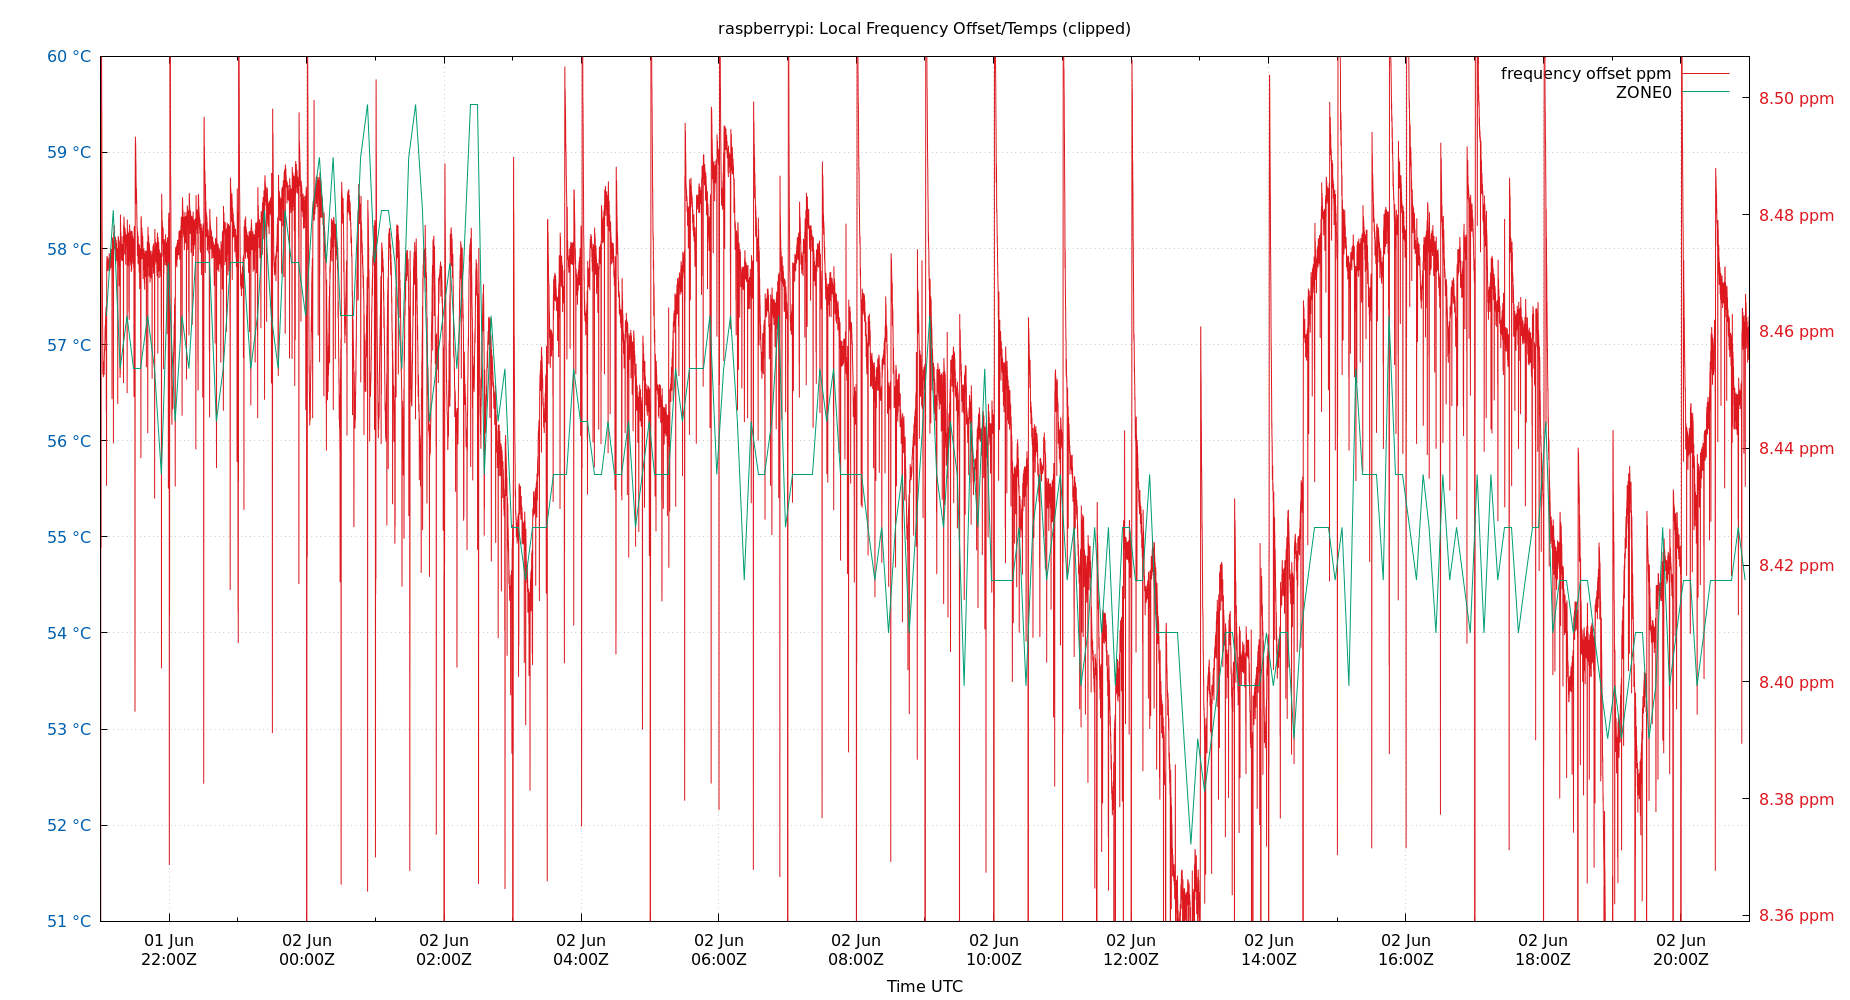 raspberrypi: Local Frequency Offset/Temps (clipped)
60 °C
59 °C
58 °C
57 °C
56 °C
55 °C
54 °C
53 °C
52 °C
51 °C
frequency offset ppm
ZONE0
8.50 ppm
8.48 ppm
8.46 ppm
8.44 ppm
8.42 ppm
8.40 ppm
8.38 ppm
8.36 ppm
01 Jun
22:00Z
02 Jun
00:00Z
02 Jun
02:00Z
02 Jun
04:00Z
02 Jun
06:00Z
02 Jun
08:00Z
02 Jun
10:00Z
02 Jun
12:00Z
02 Jun
14:00Z
02 Jun
16:00Z
02 Jun
18:00Z
02 Jun
20:00Z
Time UTC